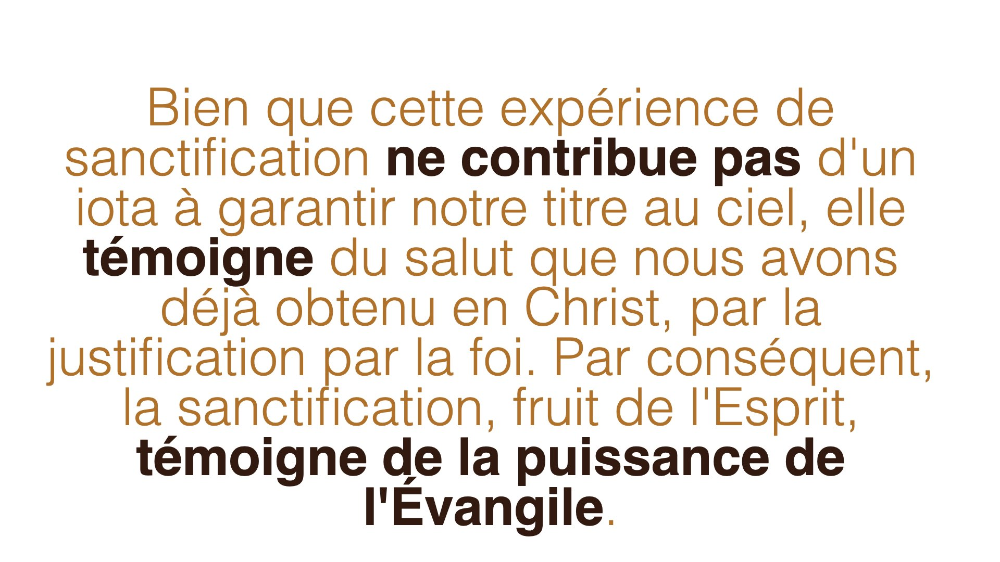 Bien que cette expérience de
sanctification ne contribue pas d'un
iota à garantir notre titre au ciel, elle
témoigne du salut que nous avons
déjà obtenu en Christ, par la
justification par la foi. Par conséquent,
la sanctification, fruit de l'Esprit,
témoigne de la puissance de
l'Évangile.